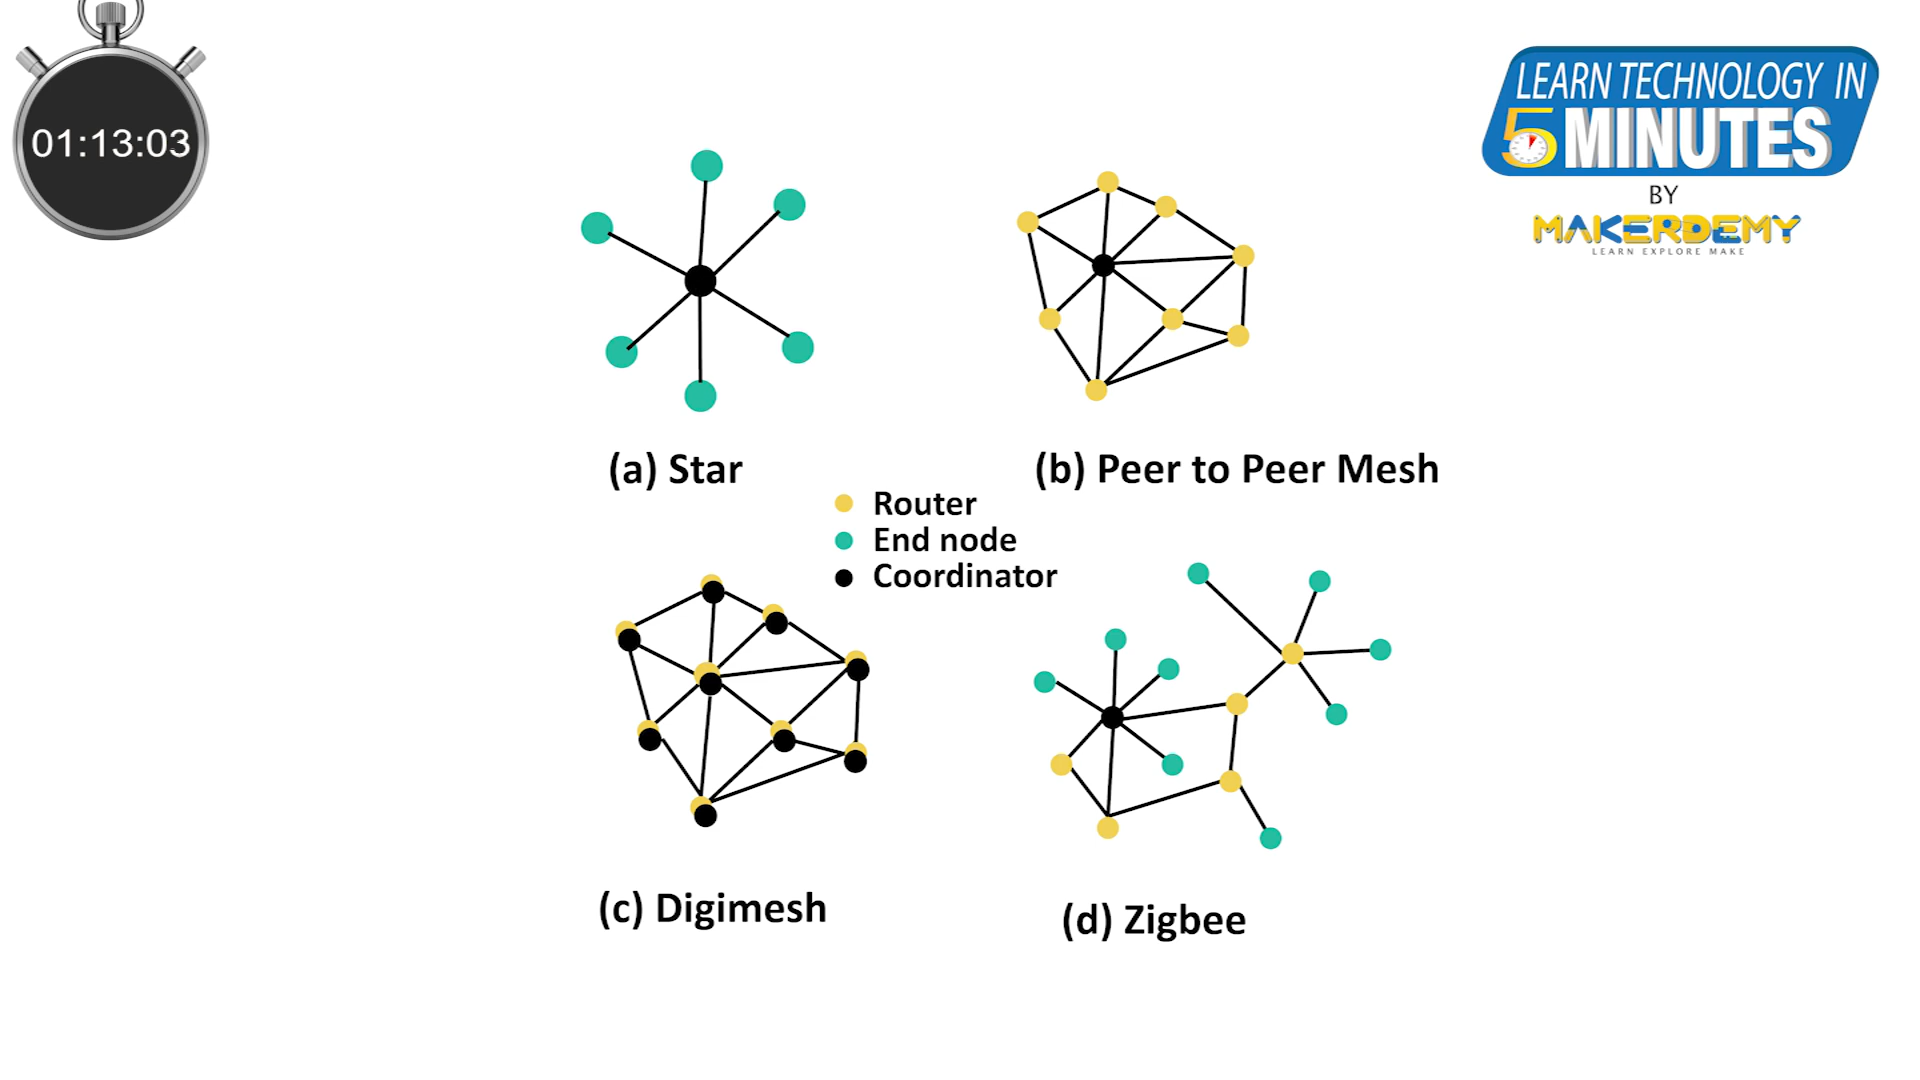 01:13:03
LEARN TECHNOLOGY IN
5 MINUTES
BY
MAKERDEMY
LEARN EXPLORE MAKE
(a) Star
(b) Peer to Peer Mesh
Router
End node
Coordinator
(c) Digimesh
(d) Zigbee